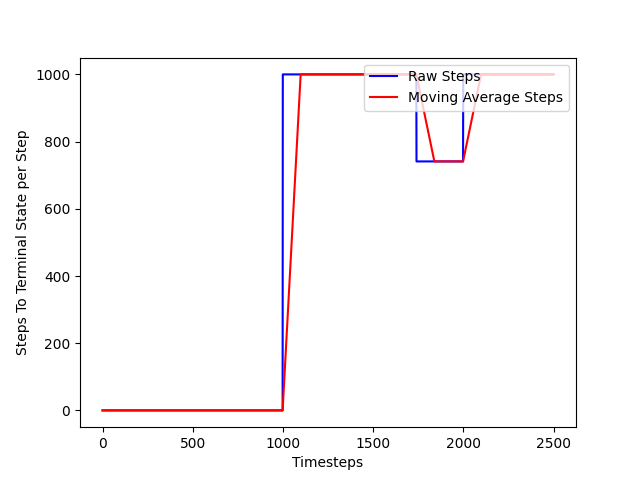 Raw Steps
Moving Average Steps
Steps To Terminal State per Step
1000
800
600
400
200
0
0 500 1000 1500 2000 2500
Timesteps